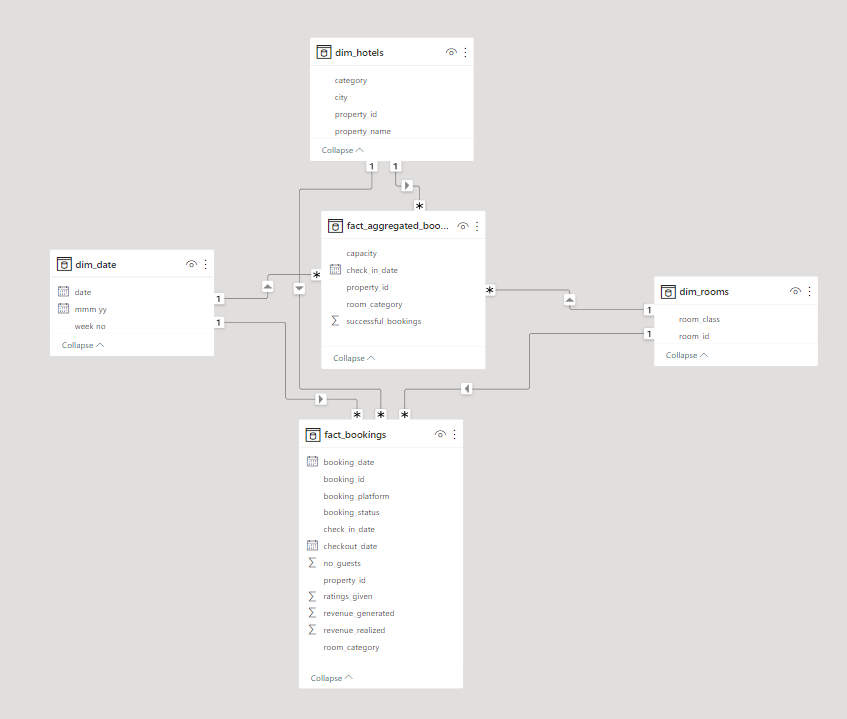 dim_hotels
category
city
property_id
property_name
Collapse
1
1
*
fact_aggregated_boo...
capacity
check_in_date
property_id
room_category
successful_bookings
Collapse
*
*
dim_date
date
mmm yy
week no
Collapse
1
1
dim_rooms
room_class
room_id
Collapse
1
1
*
*
*
fact_bookings
booking_date
booking_id
booking_platform
booking_status
check_in_date
checkout_date
no_guests
property_id
ratings_given
revenue_generated
revenue_realized
room_category
Collapse